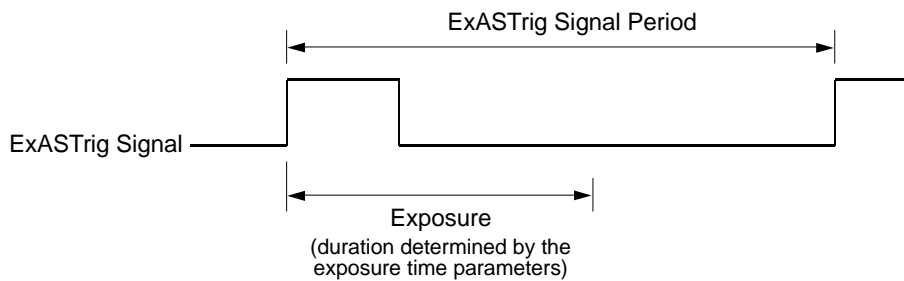 ExASTrig Signal Period
ExASTrig Signal
Exposure
(duration determined by the
exposure time parameters)